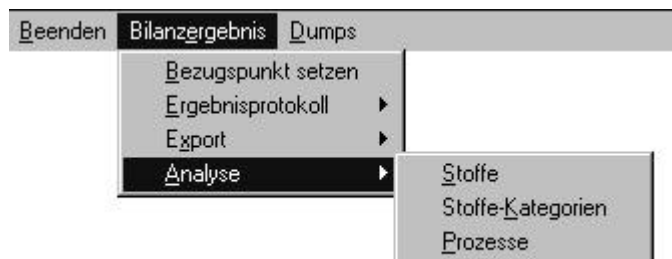 Beenden Bilanzergebnis Dumps
Bezugspunkt setzen
Ergebnisprotokoll
Export
Analyse
Stoffe
Stoffe-Kategorien
Prozesse